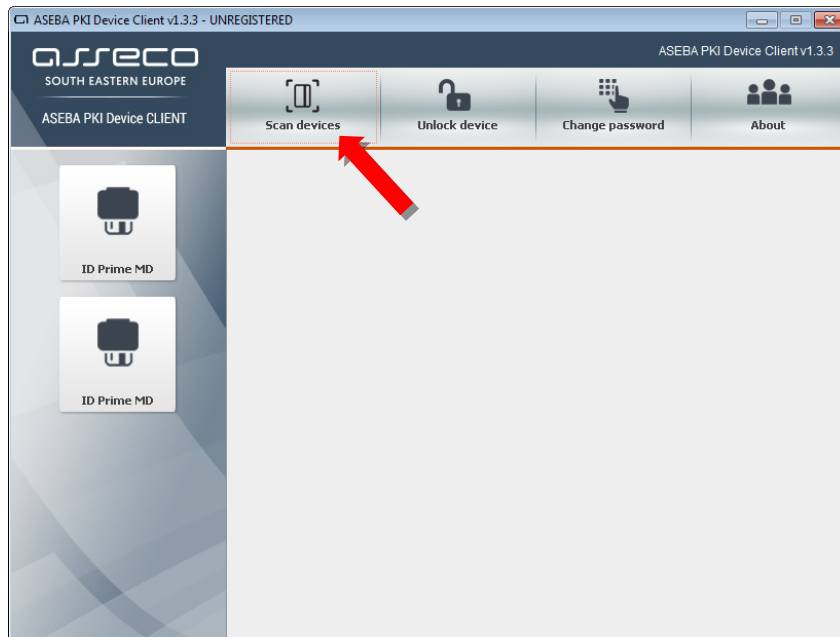 ASEBA PKI Device Client v1.3.3 - UNREGISTERED
asseco
SOUTH EASTERN EUROPE
ASEBA PKI Device CLIENT
ASEBA PKI Device Client v1.3.3
Scan devices
Unlock device
Change password
About
ID Prime MD
ID Prime MD